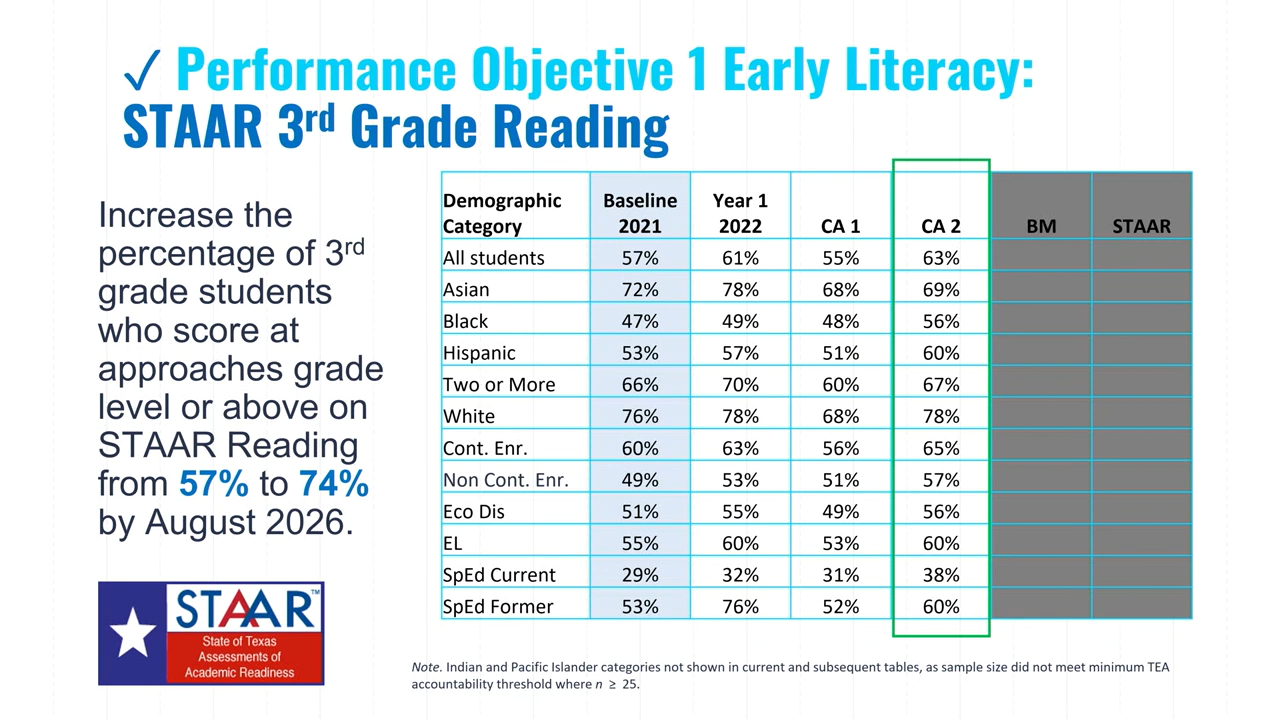 ✓ Performance Objective 1 Early Literacy:
STAAR 3rd Grade Reading
Increase the
percentage of 3rd
grade students
who score at
approaches grade
level or above on
STAAR Reading
from 57% to 74%
by August 2026.
STAAR™
State of Texas
Assessments of
Academic Readiness
Demographic Category Baseline 2021 Year 1 2022 CA 1 CA 2 BM STAAR
All students 57% 61% 55% 63%
Asian 72% 78% 68% 69%
Black 47% 49% 48% 56%
Hispanic 53% 57% 51% 60%
Two or More 66% 70% 60% 67%
White 76% 78% 68% 78%
Cont. Enr. 60% 63% 56% 65%
Non Cont. Enr. 49% 53% 51% 57%
Eco Dis 51% 55% 49% 56%
EL 55% 60% 53% 60%
SpEd Current 29% 32% 31% 38%
SpEd Former 53% 76% 52% 60%
Note. Indian and Pacific Islander categories not shown in current and subsequent tables, as sample size did not meet minimum TEA
accountability threshold where n ≥ 25.